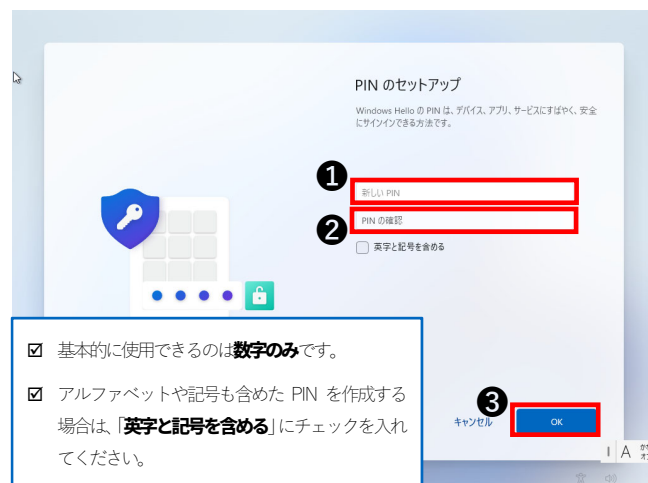 PIN のセットアップ
Windows Hello の PIN は、デバイス、アプリ、サービスにすばやく、安全
にサインインできる方法です。
❶
新しい PIN
❷
PIN の確認
英字と記号を含める
☑ 基本的に使用できるのは数字のみです。
☑ アルファベットや記号も含めた PIN を作成する
場合は、「英字と記号を含める」にチェックを入れ
てください。
❸
キャンセル
OK
A